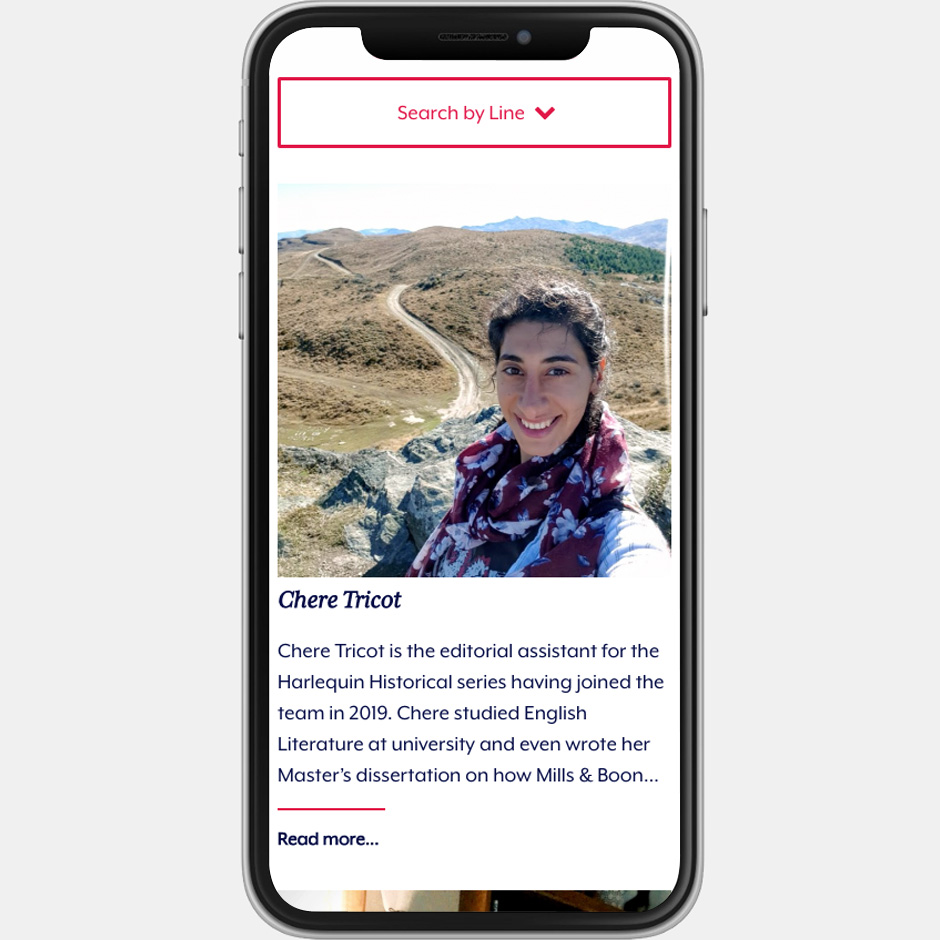 Search by Line
Chere Tricot
Chere Tricot is the editorial assistant for the
Harlequin Historical series having joined the
team in 2019. Chere studied English
Literature at university and even wrote her
Master’s dissertation on how Mills & Boon...
Read more...